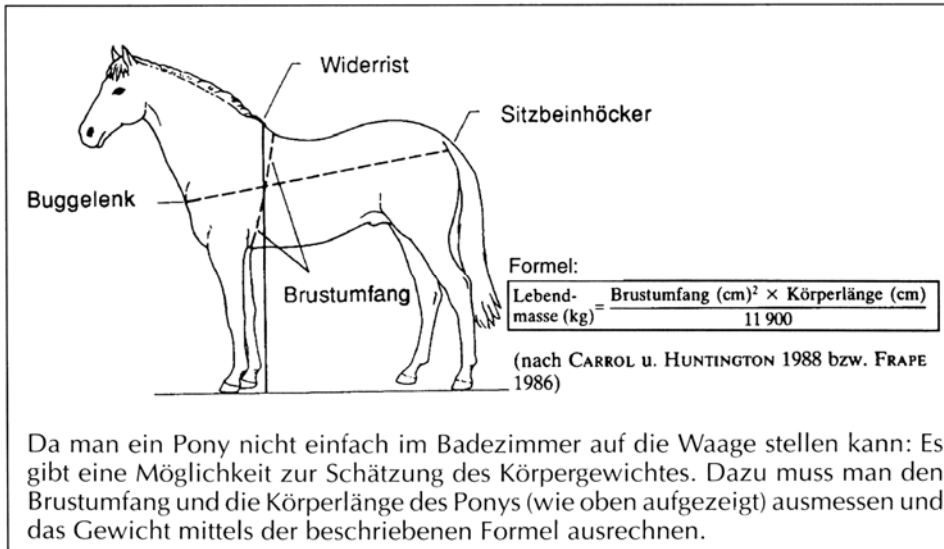 Widerrist
Sitzbeinhöcker
Buggelenk
Brustumfang
Formel:
Lebend-
masse (kg) = Brustumfang (cm)² × Körperlänge (cm)
11 900
(nach CARROL u. HUNTINGTON 1988 bzw. FRAPE
1986)
Da man ein Pony nicht einfach im Badezimmer auf die Waage stellen kann: Es
gibt eine Möglichkeit zur Schätzung des Körpergewichtes. Dazu muss man den
Brustumfang und die Körperlänge des Ponys (wie oben aufgezeigt) ausmessen und
das Gewicht mittels der beschriebenen Formel ausrechnen.